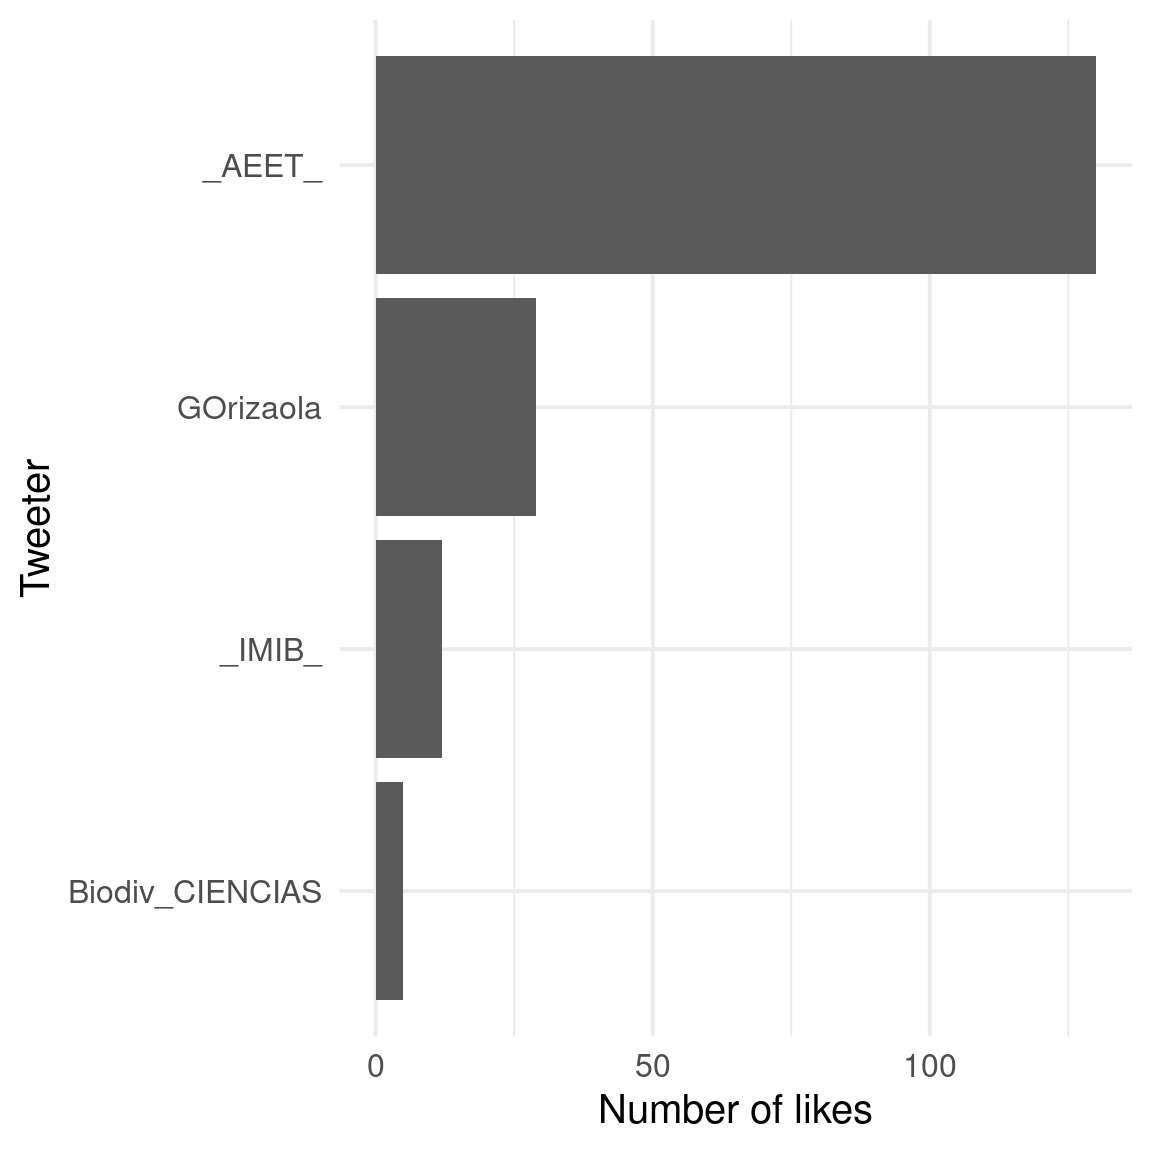 _AEET_
GOrizaola
_IMIB_
Biodiv_CIENCIAS
Tweeter
0 50 100
Number of likes